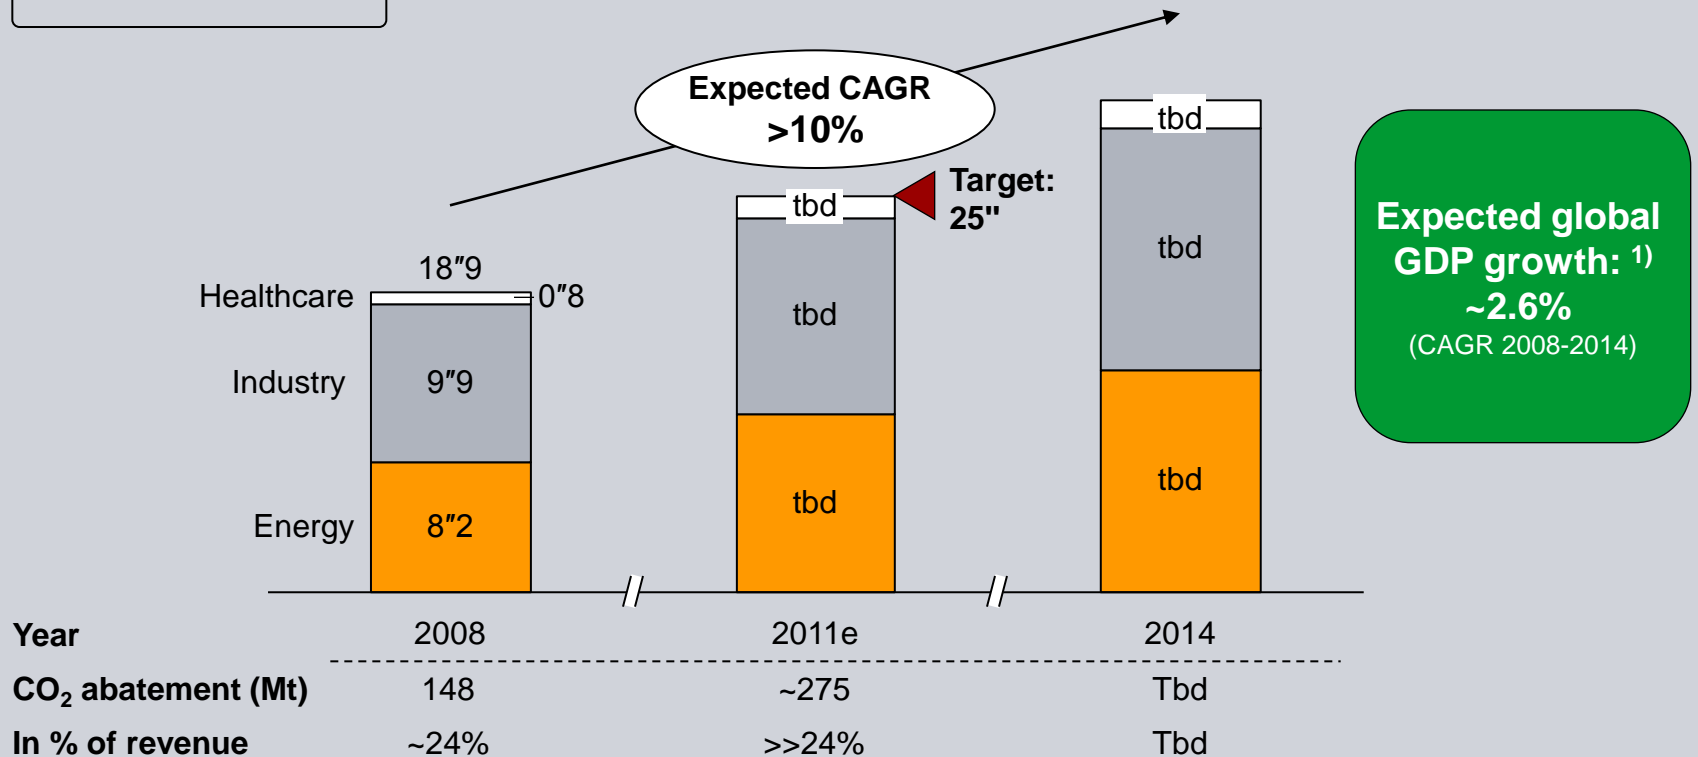 Expected CAGR
>10%
tbd
Target:
25"
tbd
Expected global
GDP growth: 1)
~2.6%
(CAGR 2008-2014)
18″9
Healthcare
0″8
tbd
tbd
Industry
9″9
tbd
tbd
Energy
8″2
Year 2008 2011e 2014
CO₂ abatement (Mt) 148 ~275 Tbd
In % of revenue ~24% >>24% Tbd